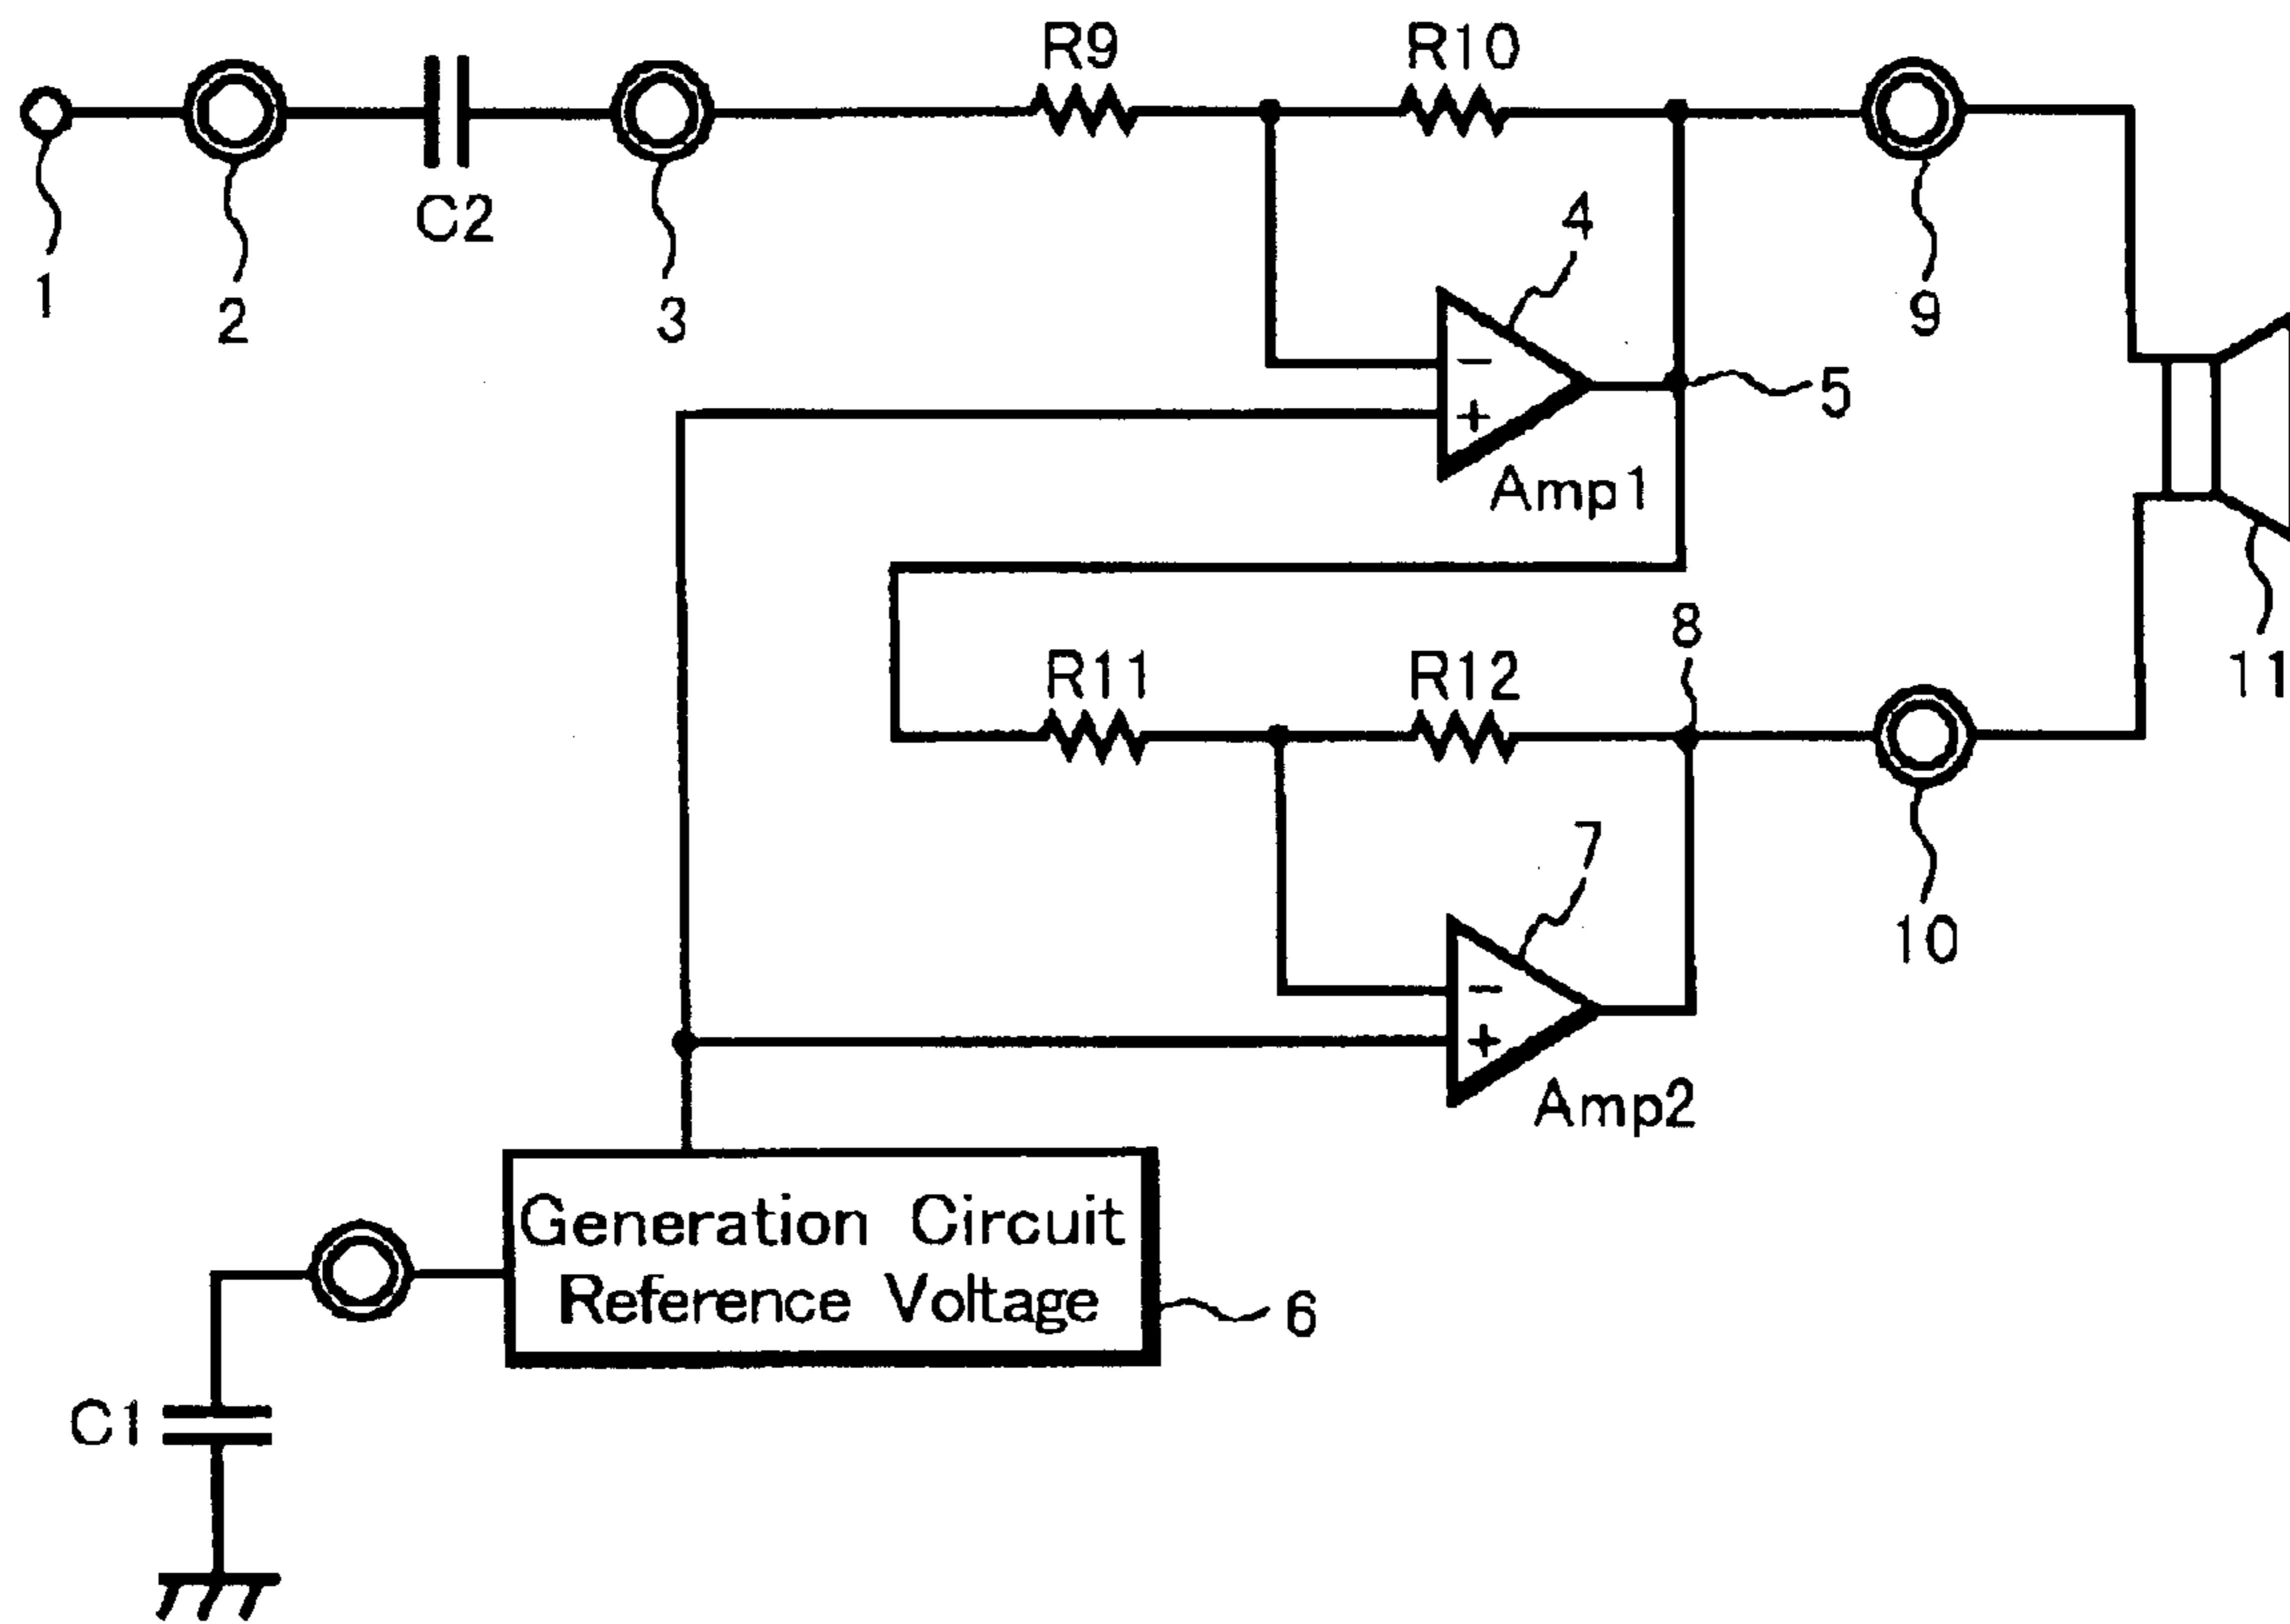 R9 R10
C2
1 2 3
4
9
5
Amp1
8
R11 R12
11
7
10
Amp2
Generation Circuit
Reference Voltage
6
C1